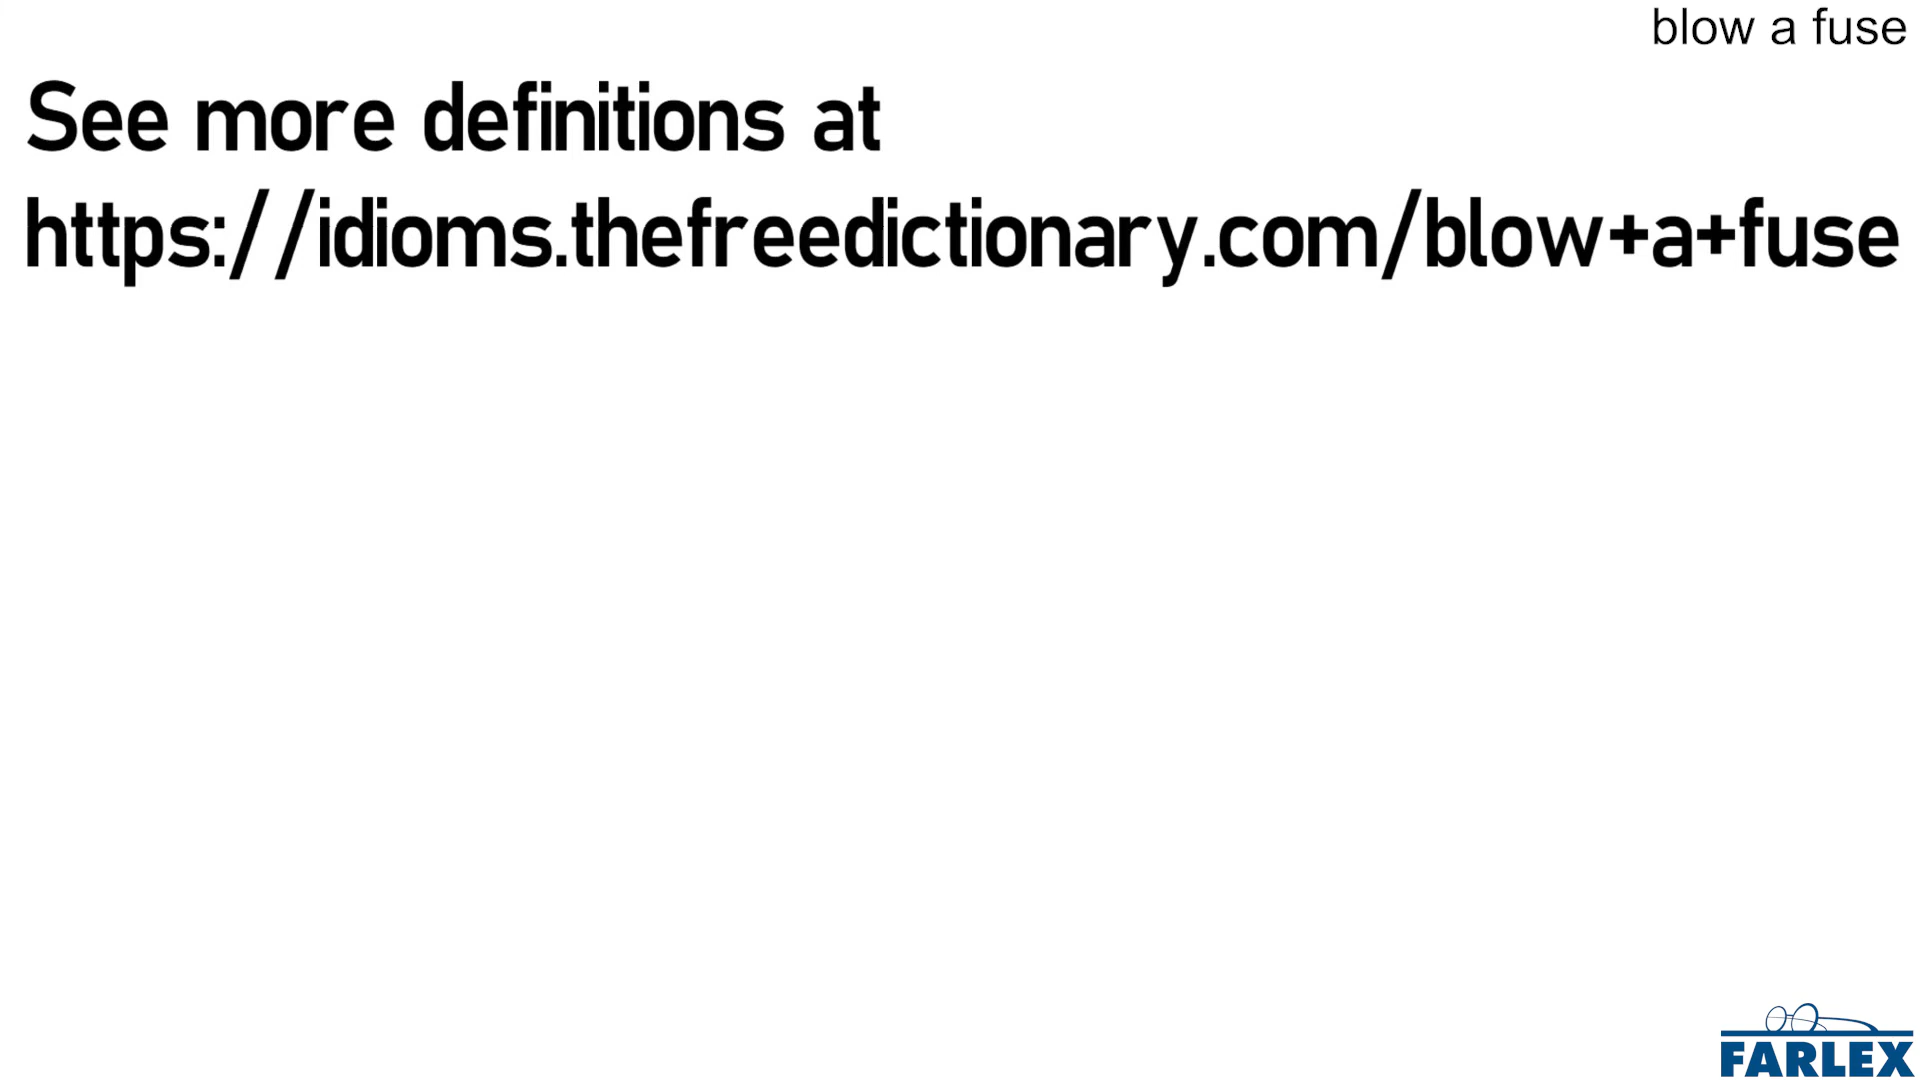 blow a fuse
See more definitions at
https://idioms.thefreedictionary.com/blow+a+fuse
FARLEX